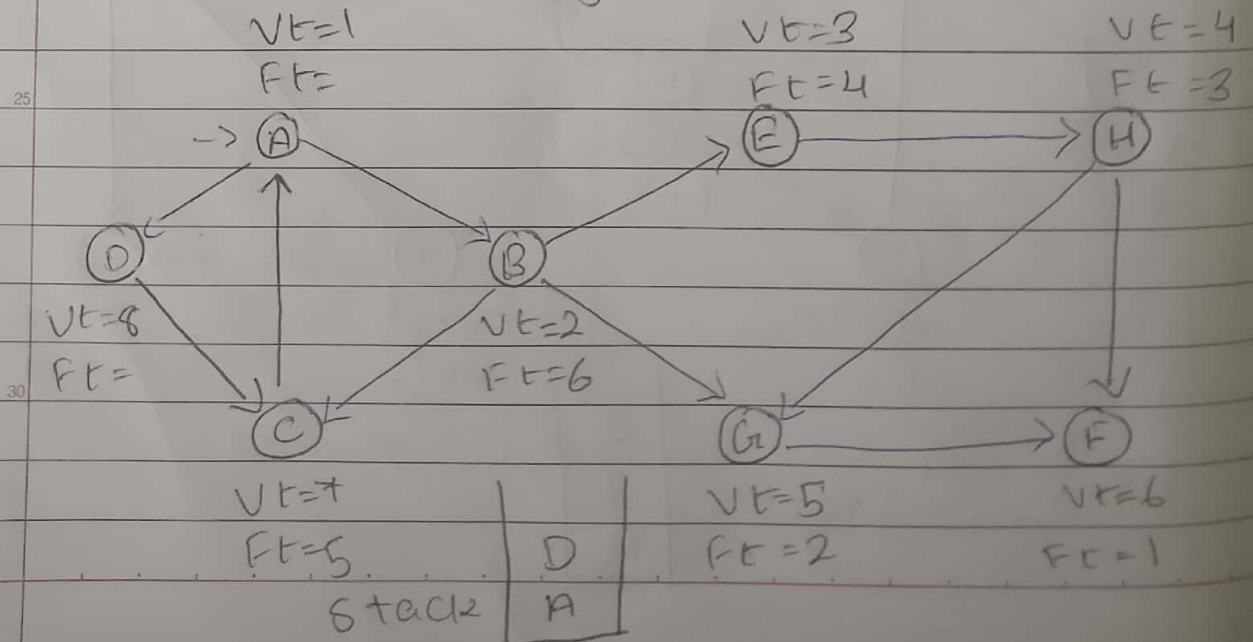 Vt=1 Vt=3 Vt=4
Ft= Ft=4 Ft=3
25
A E H
D B
Vt=8 Vt=2
Ft= Ft=6
30
C G F
Vt=7 Vt=5 Vt=6
Ft=5 D Ft=2 Ft=1
Stack A